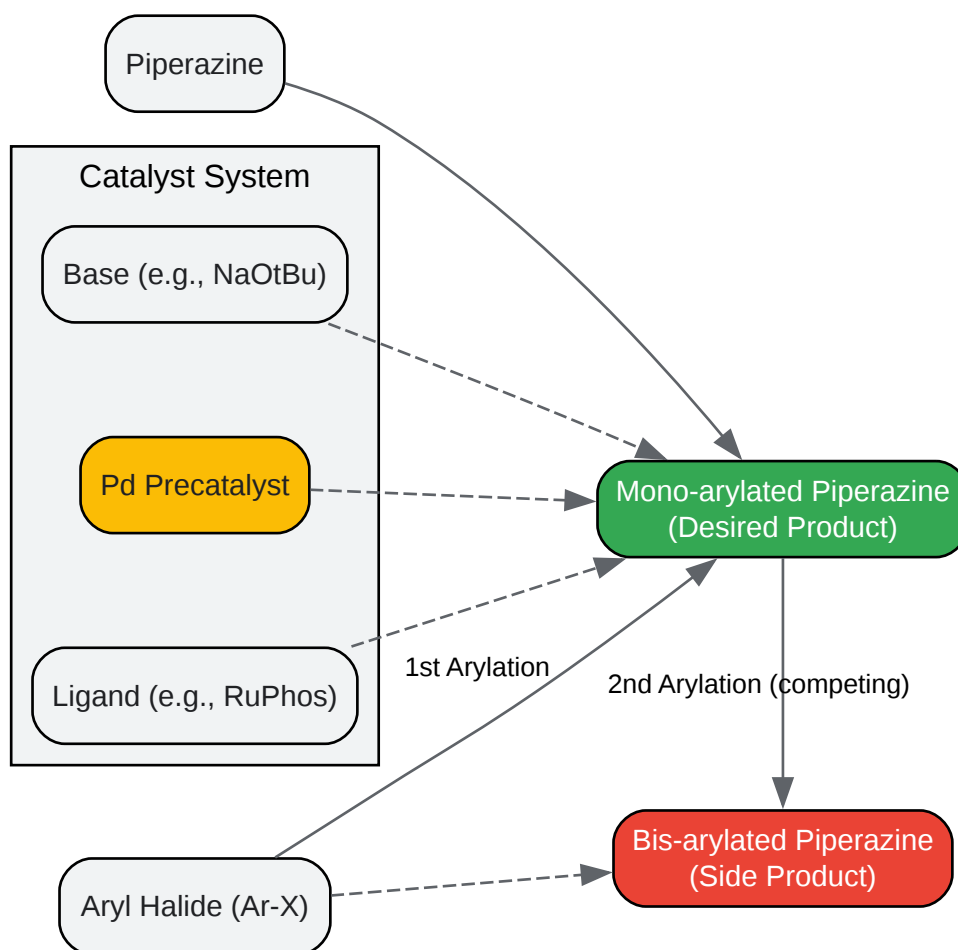 Piperazine
Catalyst System
Base (e.g., NaOtBu)
Pd Precatalyst
Mono-arylated Piperazine
(Desired Product)
Ligand (e.g., RuPhos)
1st Arylation
2nd Arylation (competing)
Bis-arylated Piperazine
(Side Product)
Aryl Halide (Ar-X)